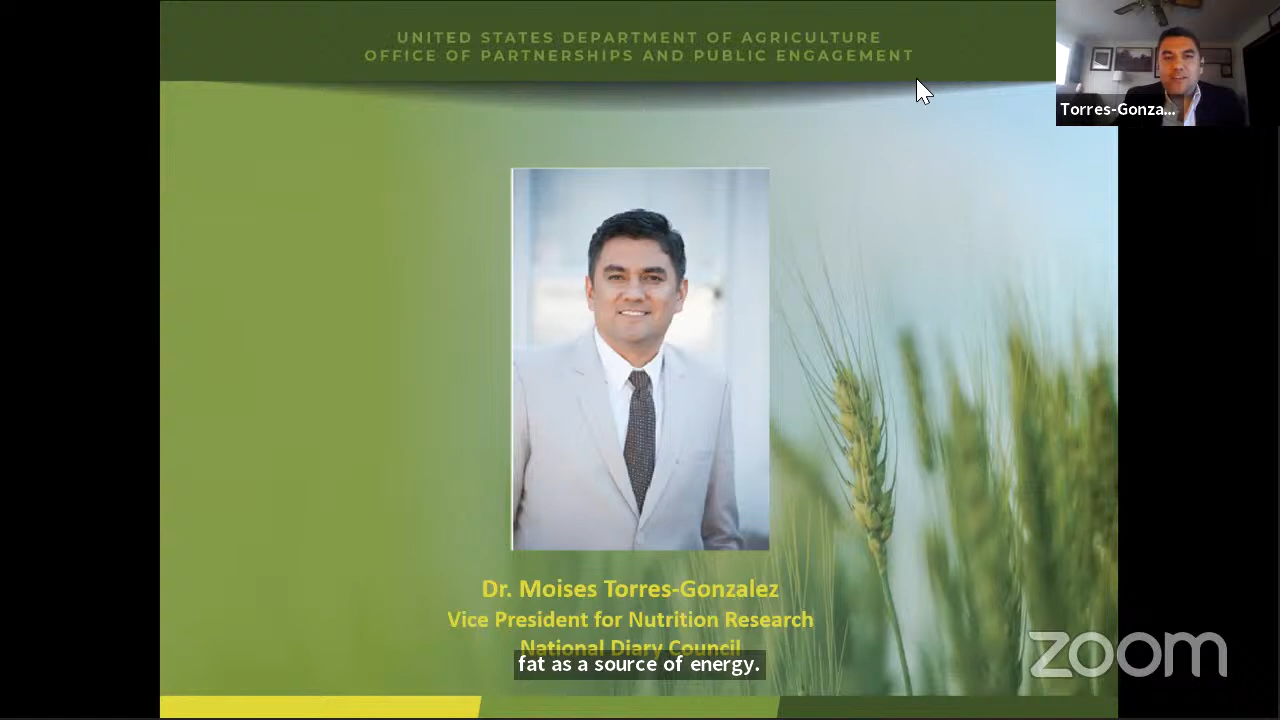 UNITED STATES DEPARTMENT OF AGRICULTURE
OFFICE OF PARTNERSHIPS AND PUBLIC ENGAGEMENT
Torres-Gonza...
Dr. Moises Torres-Gonzalez
Vice President for Nutrition Research
National Diary Council
fat as a source of energy.
zoom